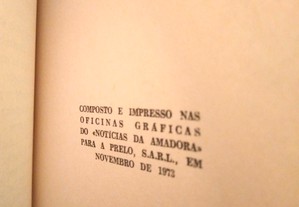 COMPOSTO E IMPRESSO NAS
OFICINAS GRÁFICAS
DO «NOTÍCIAS DA AMADORA»
PARA A PRELO, S.A.R.L., EM
NOVEMBRO DE 1972